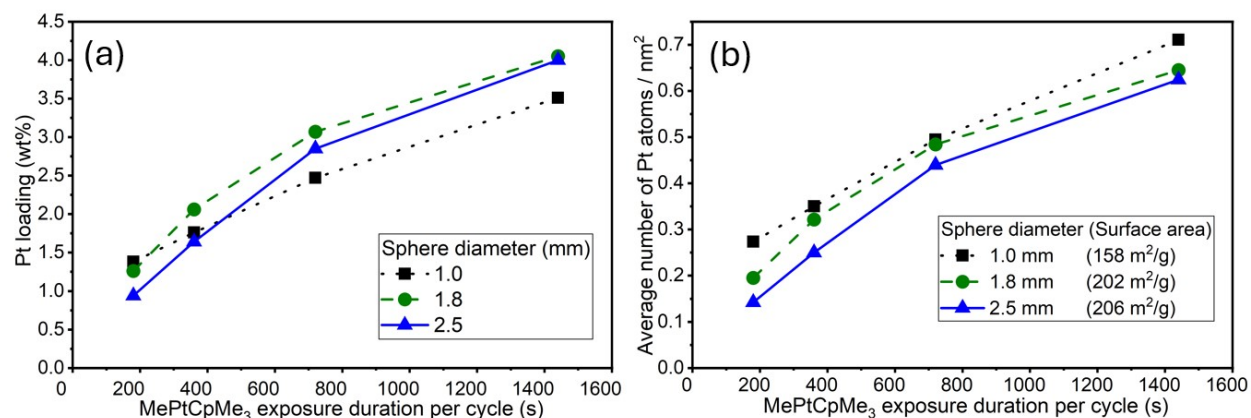 (a)
Pt loading (wt%)
4.5
4.0
3.5
3.0
2.5
2.0
1.5
1.0
0.5
0.0
0 200 400 600 800 1000 1200 1400 1600
MePtCpMe₃ exposure duration per cycle (s)
Sphere diameter (mm)
1.0
1.8
2.5
(b)
Average number of Pt atoms / nm²
0.7
0.6
0.5
0.4
0.3
0.2
0.1
0.0
0 200 400 600 800 1000 1200 1400 1600
MePtCpMe₃ exposure duration per cycle (s)
Sphere diameter (Surface area)
1.0 mm (158 m²/g)
1.8 mm (202 m²/g)
2.5 mm (206 m²/g)